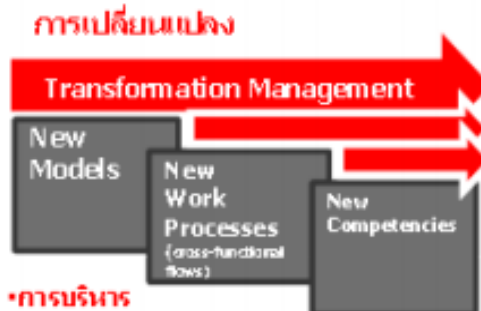 การเปลี่ยนแปลง
Transformation Management
New
Models
New
Work
Processes
(cross-functional
flows)
New
Competencies
•การบริหาร